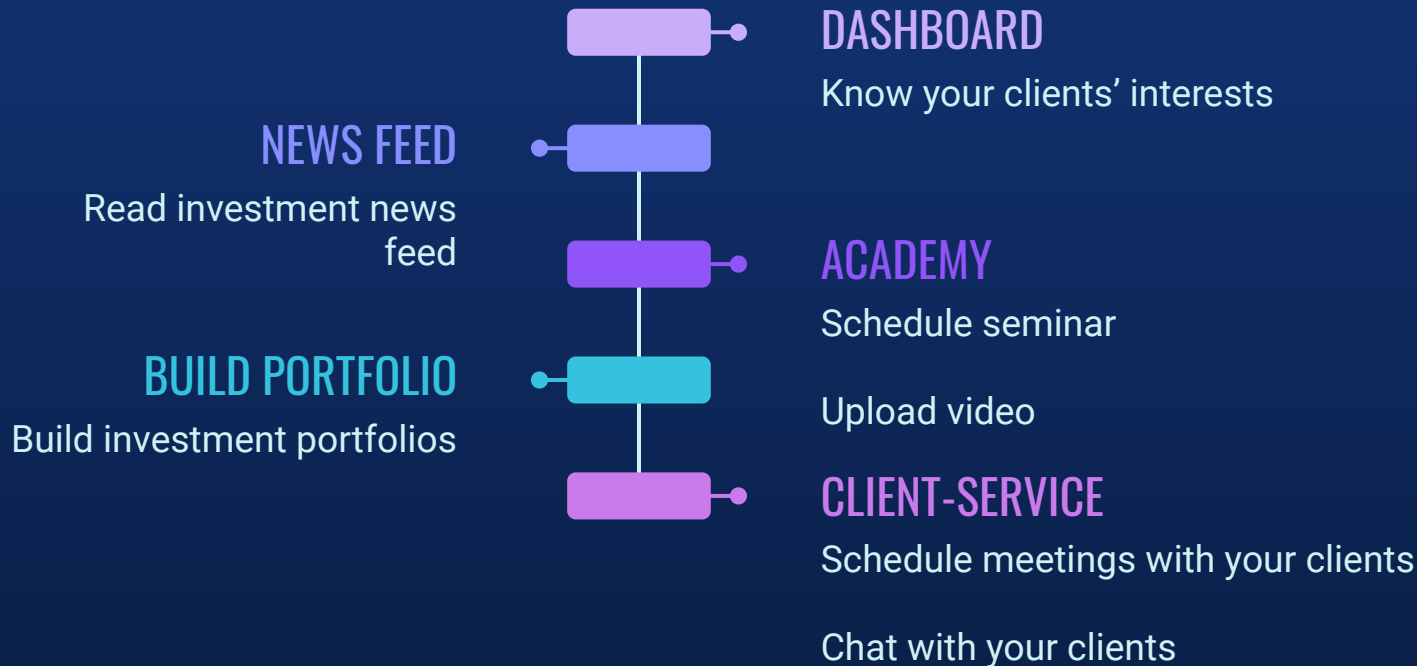 DASHBOARD
Know your clients’ interests
NEWS FEED
Read investment news
feed
ACADEMY
Schedule seminar
Upload video
BUILD PORTFOLIO
Build investment portfolios
CLIENT-SERVICE
Schedule meetings with your clients
Chat with your clients